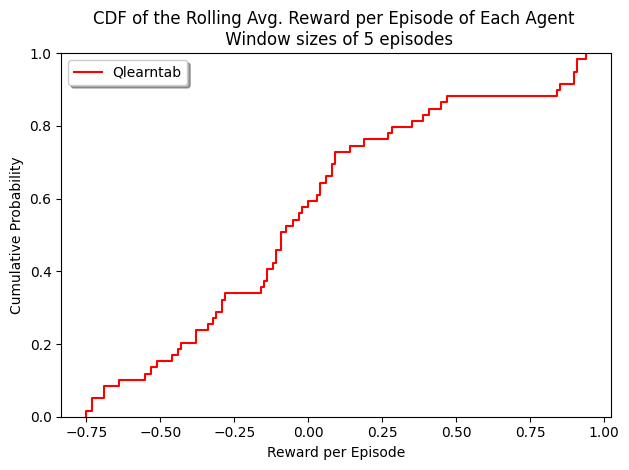 CDF of the Rolling Avg. Reward per Episode of Each Agent
Window sizes of 5 episodes
Qlearntab
1.0
0.8
0.6
0.4
0.2
0.0
Cumulative Probability
−0.75 −0.50 −0.25 0.00 0.25 0.50 0.75 1.00
Reward per Episode